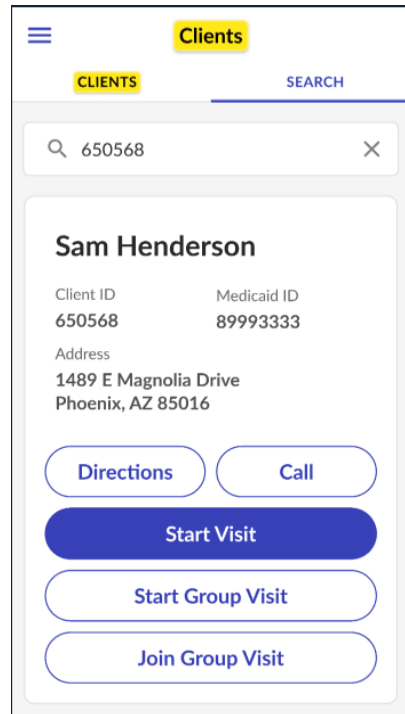 Clients
CLIENTS SEARCH
650568
Sam Henderson
Client ID Medicaid ID
650568 89993333
Address
1489 E Magnolia Drive
Phoenix, AZ 85016
Directions Call
Start Visit
Start Group Visit
Join Group Visit